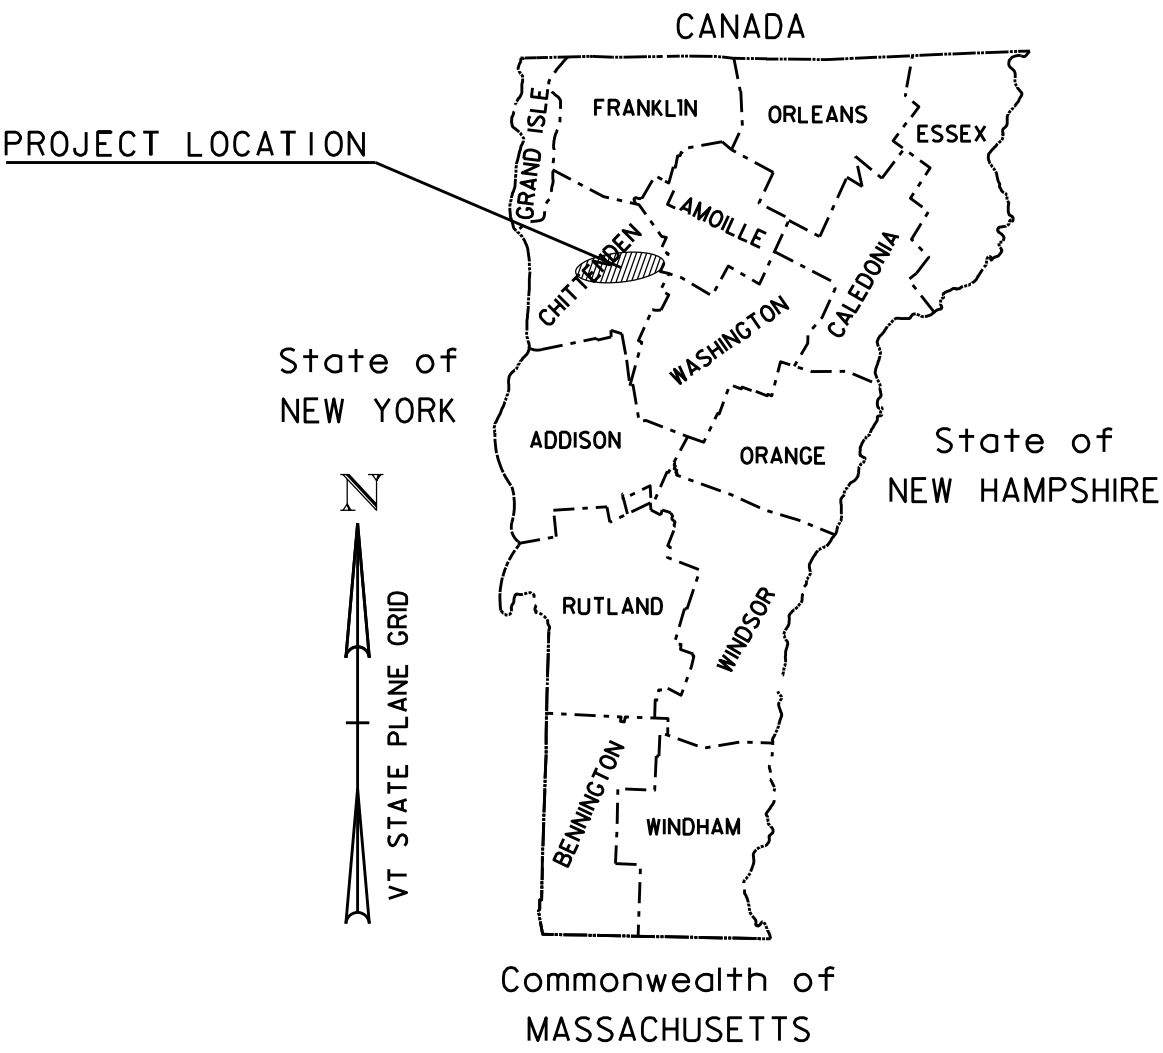 CANADA
GRAND ISLE
FRANKLIN
ORLEANS
ESSEX
PROJECT LOCATION
LAMOILLE
CHITTENDEN
CALEDONIA
WASHINGTON
State of
NEW YORK
ADDISON
ORANGE
State of
NEW HAMPSHIRE
N
VT STATE PLANE GRID
RUTLAND
WINDSOR
BENNINGTON
WINDHAM
Commonwealth of
MASSACHUSETTS